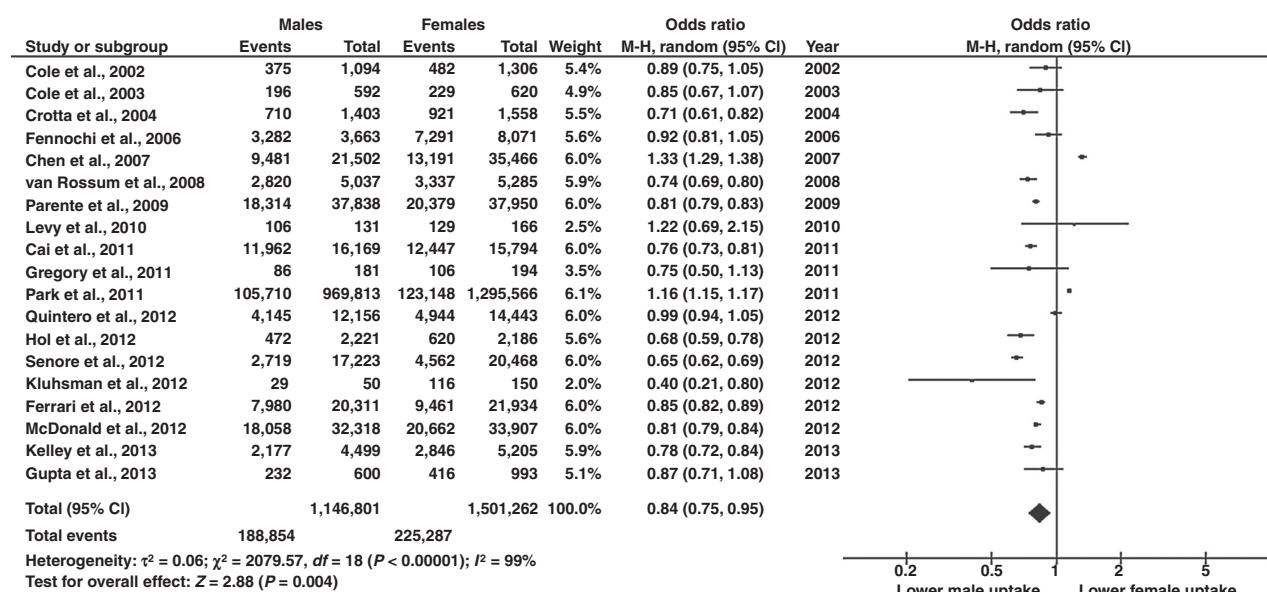 Males Females Odds ratio Odds ratio
Study or subgroup Events Total Events Total Weight M-H, random (95% CI) Year M-H, random (95% CI)
Cole et al., 2002 375 1,094 482 1,306 5.4% 0.89 (0.75, 1.05) 2002
Cole et al., 2003 196 592 229 620 4.9% 0.85 (0.67, 1.07) 2003
Crotta et al., 2004 710 1,403 921 1,558 5.5% 0.71 (0.61, 0.82) 2004
Fennochi et al., 2006 3,282 3,663 7,291 8,071 5.6% 0.92 (0.81, 1.05) 2006
Chen et al., 2007 9,481 21,502 13,191 35,466 6.0% 1.33 (1.29, 1.38) 2007
van Rossum et al., 2008 2,820 5,037 3,337 5,285 5.9% 0.74 (0.69, 0.80) 2008
Parente et al., 2009 18,314 37,838 20,379 37,950 6.0% 0.81 (0.79, 0.83) 2009
Levy et al., 2010 106 131 129 166 2.5% 1.22 (0.69, 2.15) 2010
Cai et al., 2011 11,962 16,169 12,447 15,794 6.0% 0.76 (0.73, 0.81) 2011
Gregory et al., 2011 86 181 106 194 3.5% 0.75 (0.50, 1.13) 2011
Park et al., 2011 105,710 969,813 123,148 1,295,566 6.1% 1.16 (1.15, 1.17) 2011
Quintero et al., 2012 4,145 12,156 4,944 14,443 6.0% 0.99 (0.94, 1.05) 2012
Hol et al., 2012 472 2,221 620 2,186 5.6% 0.68 (0.59, 0.78) 2012
Senore et al., 2012 2,719 17,223 4,562 20,468 6.0% 0.65 (0.62, 0.69) 2012
Kluhsman et al., 2012 29 50 116 150 2.0% 0.40 (0.21, 0.80) 2012
Ferrari et al., 2012 7,980 20,311 9,461 21,934 6.0% 0.85 (0.82, 0.89) 2012
McDonald et al., 2012 18,058 32,318 20,662 33,907 6.0% 0.81 (0.79, 0.84) 2012
Kelley et al., 2013 2,177 4,499 2,846 5,205 5.9% 0.78 (0.72, 0.84) 2013
Gupta et al., 2013 232 600 416 993 5.1% 0.87 (0.71, 1.08) 2013
Total (95% CI) 1,146,801 1,501,262 100.0% 0.84 (0.75, 0.95)
Total events 188,854 225,287
Heterogeneity: τ² = 0.06; χ² = 2079.57, df = 18 (P < 0.00001); I² = 99%
Test for overall effect: Z = 2.88 (P = 0.004)
0.2 0.5 1 2 5
Lower male uptake Lower female uptake